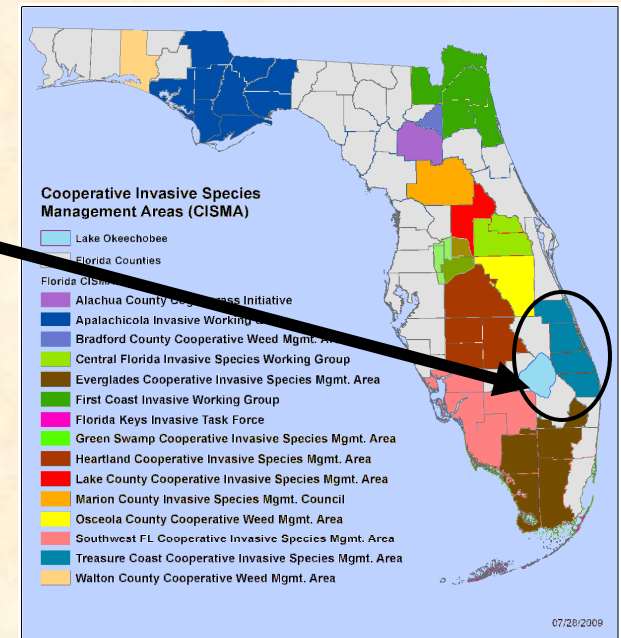 Cooperative Invasive Species
Management Areas (CISMA)
Lake Okeechobee
Florida Counties
Florida CISMA
Alachua County Cogongrass Initiative
Apalachicola Invasive Working
Bradford County Cooperative Weed Mgmt. Area
Central Florida Invasive Species Working Group
Everglades Cooperative Invasive Species Mgmt. Area
First Coast Invasive Working Group
Florida Keys Invasive Task Force
Green Swamp Cooperative Invasive Species Mgmt. Area
Heartland Cooperative Invasive Species Mgmt. Area
Lake County Cooperative Invasive Species Mgmt. Area
Marion County Invasive Species Mgmt. Council
Osceola County Cooperative Weed Mgmt. Area
Southwest FL Cooperative Invasive Species Mgmt. Area
Treasure Coast Cooperative Invasive Species Mgmt. Area
Walton County Cooperative Weed Mgmt. Area
07/28/2009